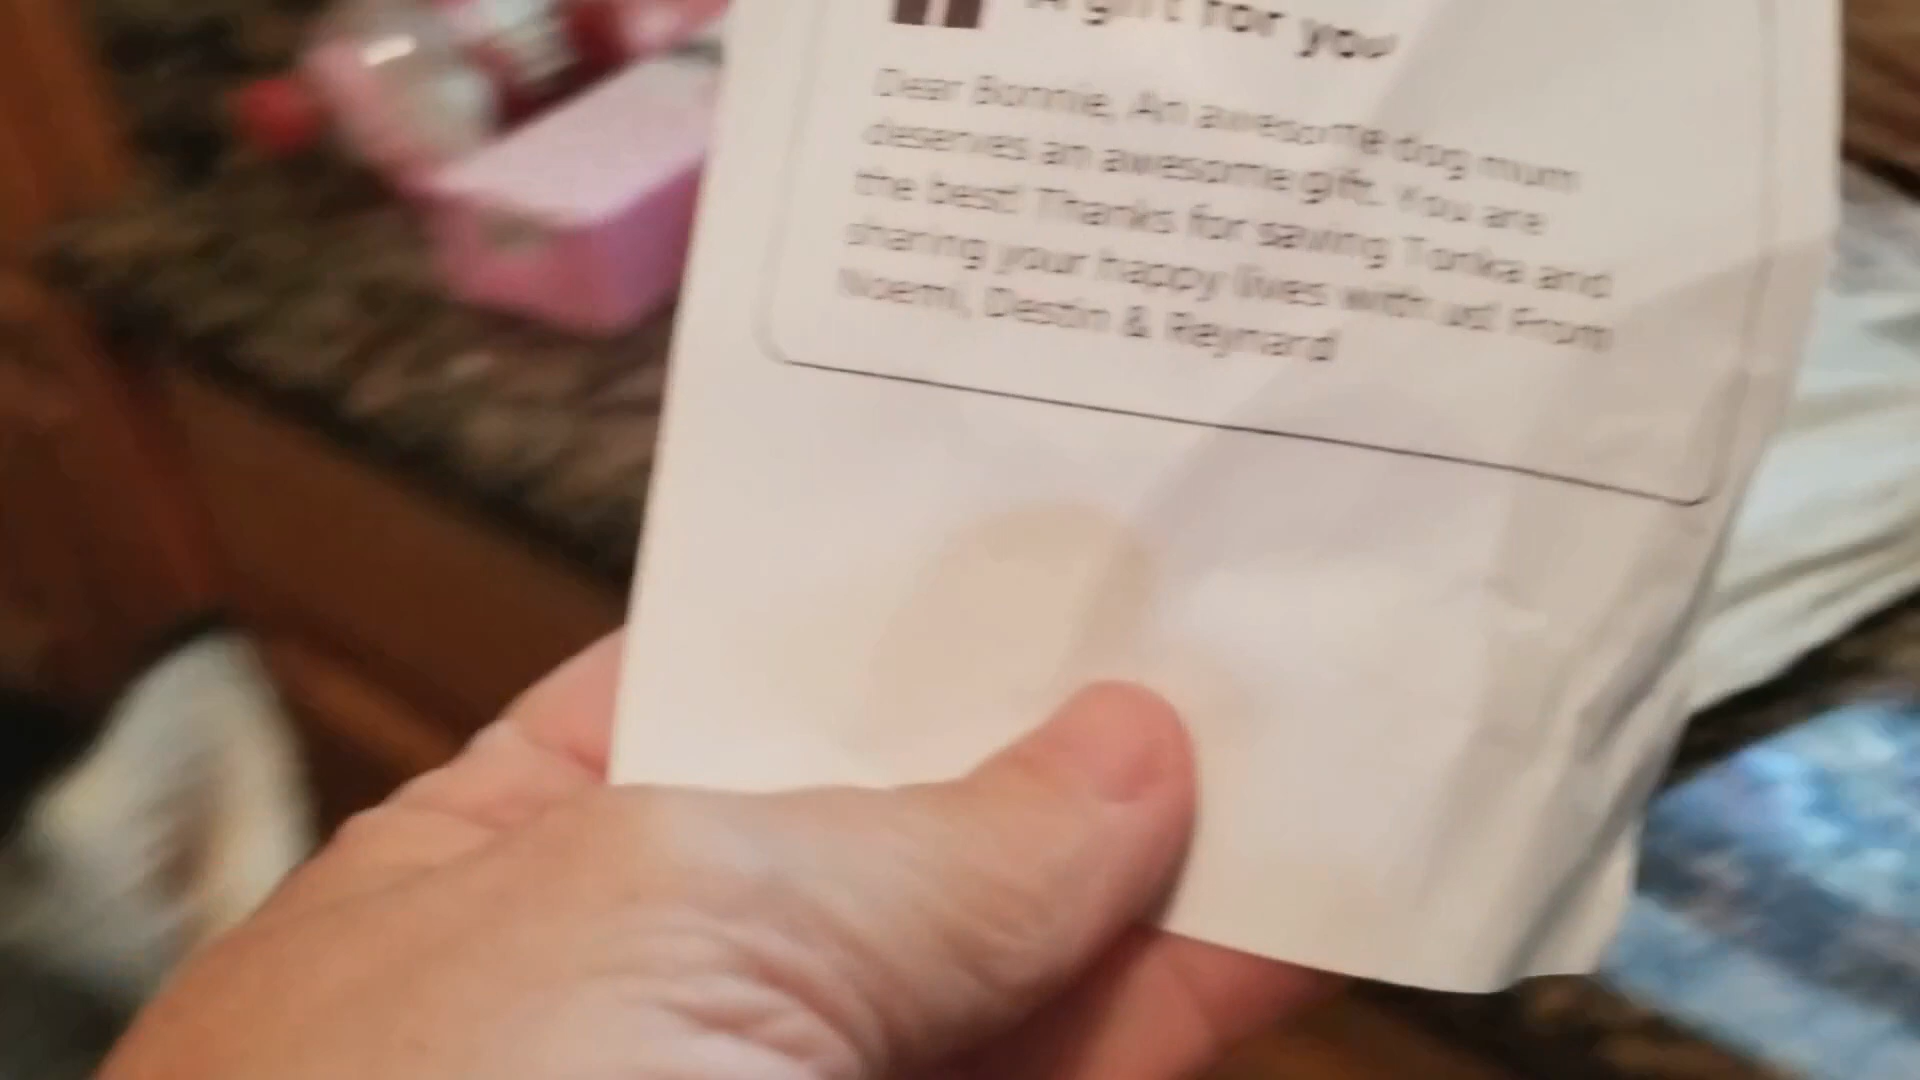 A gift for you
Dear Bonnie, An awesome dog mum
deserves an awesome gift. You are
the best! Thanks for saving Tonka and
sharing your happy lives with us! From
Noemi, Destin & Reynard